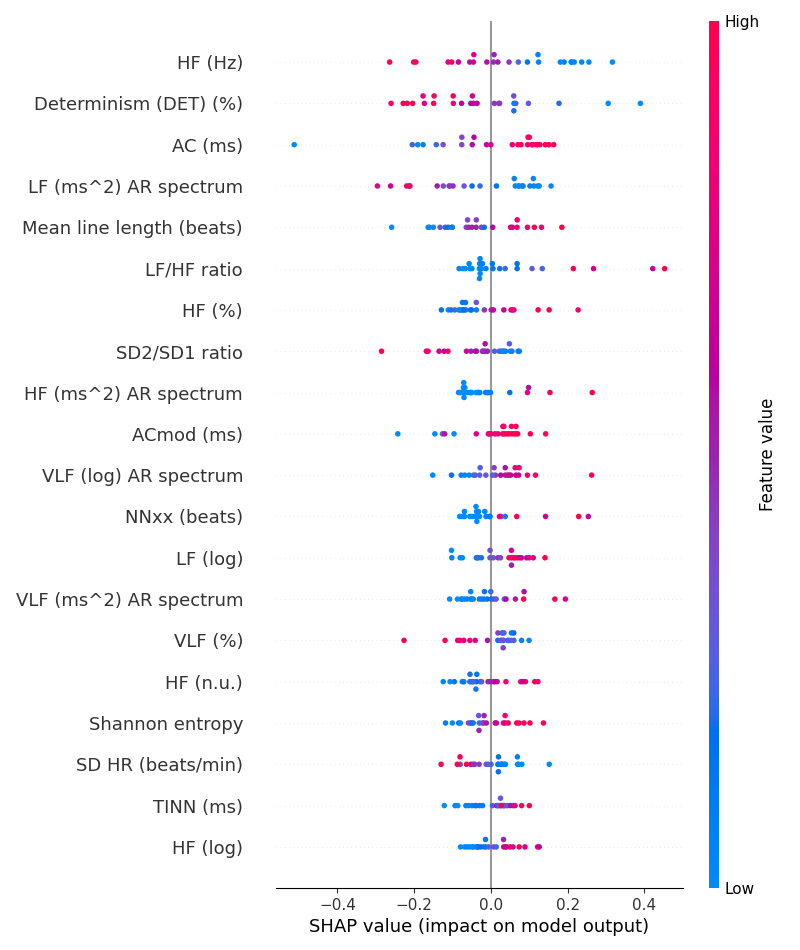 High
HF (Hz)
Determinism (DET) (%)
AC (ms)
LF (ms^2) AR spectrum
Mean line length (beats)
LF/HF ratio
HF (%)
SD2/SD1 ratio
HF (ms^2) AR spectrum
ACmod (ms)
VLF (log) AR spectrum
NNxx (beats)
LF (log)
VLF (ms^2) AR spectrum
VLF (%)
HF (n.u.)
Shannon entropy
SD HR (beats/min)
TINN (ms)
HF (log)
Feature value
Low
−0.4 −0.2 0.0 0.2 0.4
SHAP value (impact on model output)